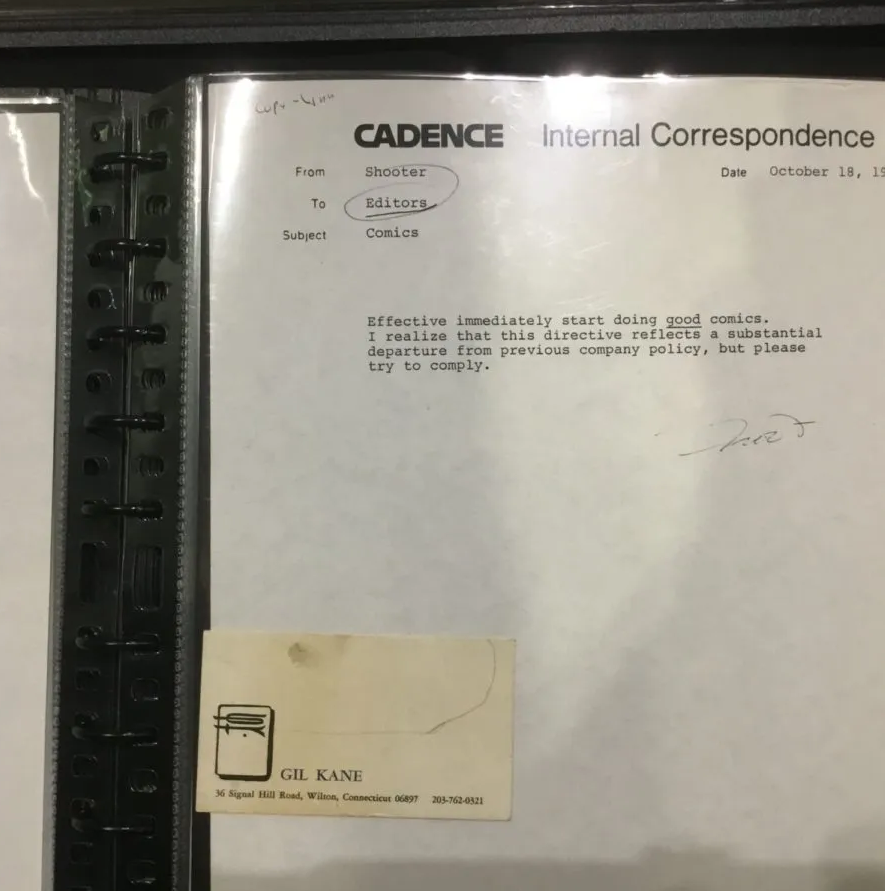 CADENCE Internal Correspondence
From Shooter Date October 18, 19
To Editors
Subject Comics
Effective immediately start doing good comics.
I realize that this directive reflects a substantial
departure from previous company policy, but please
try to comply.
GIL KANE
36 Signal Hill Road, Wilton, Connecticut 06897 203-762-0321